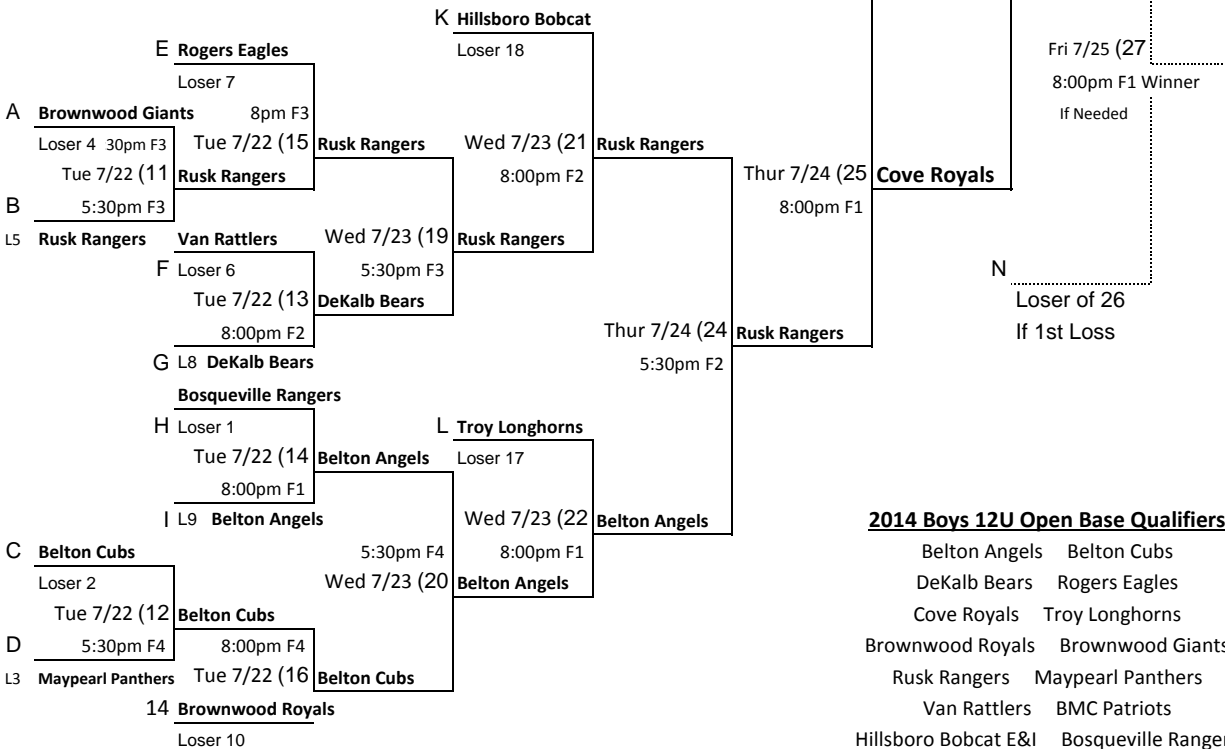 K Hillsboro Bobcat
E Rogers Eagles Loser 18 Fri 7/25 (27
Loser 7 8:00pm F1 Winner
A Brownwood Giants 8pm F3 If Needed
Loser 4 30pm F3 Tue 7/22 (15 Rusk Rangers Wed 7/23 (21 Rusk Rangers
Tue 7/22 (11 Rusk Rangers 8:00pm F2 Thur 7/24 (25 Cove Royals
B 5:30pm F3 8:00pm F1
L5 Rusk Rangers Van Rattlers Wed 7/23 (19 Rusk Rangers
F Loser 6 5:30pm F3 N
Tue 7/22 (13 DeKalb Bears Loser of 26
8:00pm F2 Thur 7/24 (24 Rusk Rangers If 1st Loss
G L8 DeKalb Bears 5:30pm F2
Bosqueville Rangers
H Loser 1 L Troy Longhorns
Tue 7/22 (14 Belton Angels Loser 17
8:00pm F1
I L9 Belton Angels Wed 7/23 (22 Belton Angels 2014 Boys 12U Open Base Qualifiers
C Belton Cubs 5:30pm F4 8:00pm F1 Belton Angels Belton Cubs
Loser 2 Wed 7/23 (20 Belton Angels DeKalb Bears Rogers Eagles
Tue 7/22 (12 Belton Cubs Cove Royals Troy Longhorns
D 5:30pm F4 8:00pm F4 Brownwood Royals Brownwood Giants
L3 Maypearl Panthers Tue 7/22 (16 Belton Cubs Rusk Rangers Maypearl Panthers
14 Brownwood Royals Van Rattlers BMC Patriots
Loser 10 Hillsboro Bobcat E&I Bosqueville Ranger